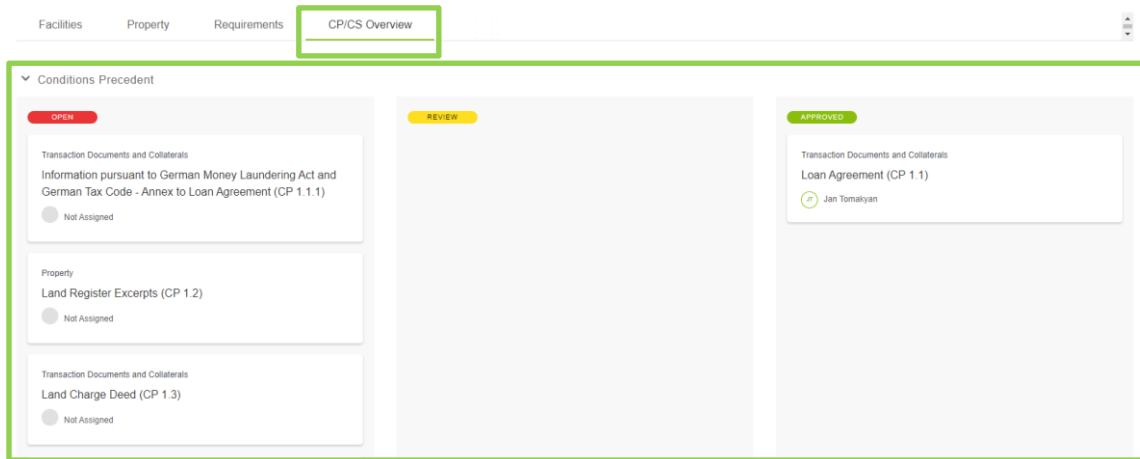 Facilities
Property
Requirements
CP/CS Overview
Conditions Precedent
OPEN
Transaction Documents and Collaterals
Information pursuant to German Money Laundering Act and
German Tax Code - Annex to Loan Agreement (CP 1.1.1)
Not Assigned
Property
Land Register Excerpts (CP 1.2)
Not Assigned
Transaction Documents and Collaterals
Land Charge Deed (CP 1.3)
Not Assigned
REVIEW
APPROVED
Transaction Documents and Collaterals
Loan Agreement (CP 1.1)
JT Jan Tomakyan